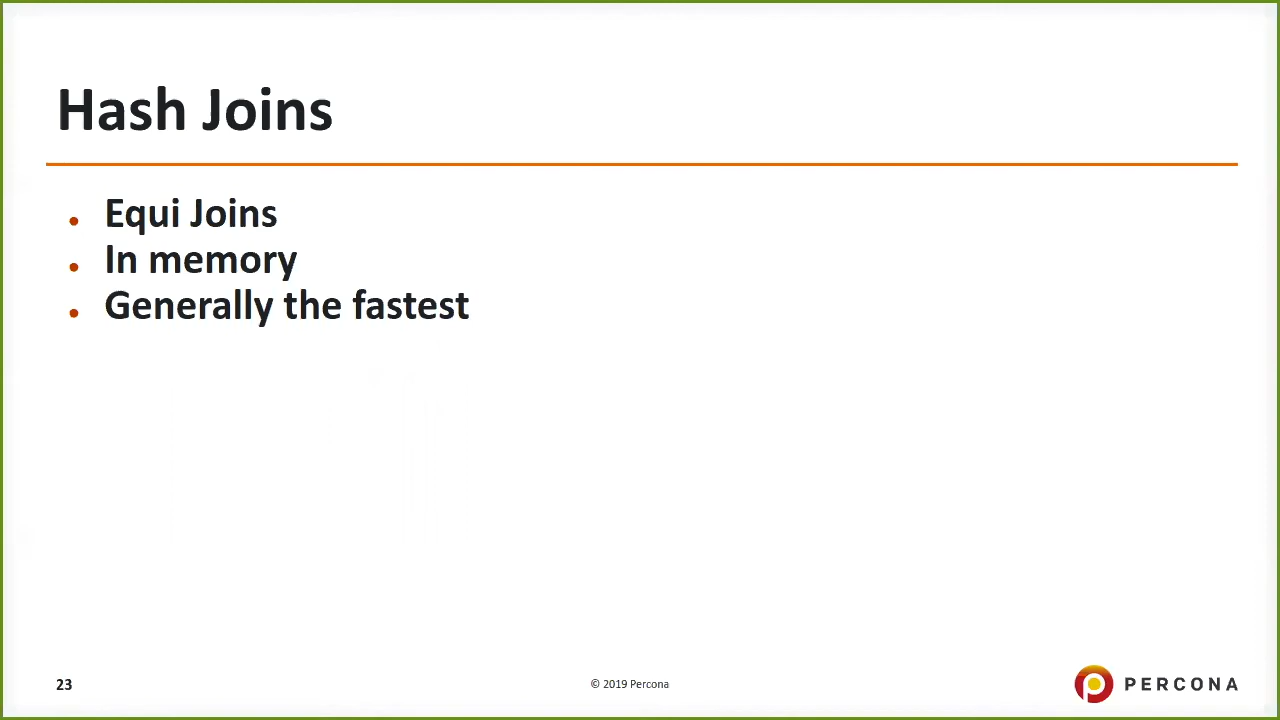 Hash Joins
• Equi Joins
• In memory
• Generally the fastest
23
© 2019 Percona
PERCONA